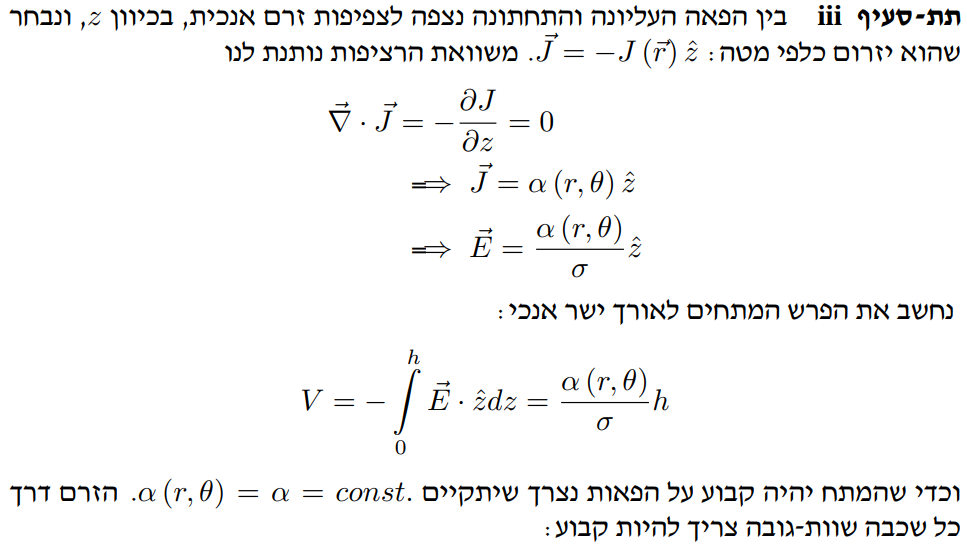 תת-סעיף iii בין הפאה העליונה והתחתונה נצפה לצפיפות זרם אנכית, בכיוון z, ונבחר
שהוא יזרום כלפי מטה: $\vec{J} = -J(\vec{r})\,\hat{z}$. משוואת הרציפות נותנת לנו
$\vec{\nabla} \cdot \vec{J} = -\frac{\partial J}{\partial z} = 0$
$\Longrightarrow \vec{J} = \alpha(r, \theta)\,\hat{z}$
$\Longrightarrow \vec{E} = \frac{\alpha(r, \theta)}{\sigma}\hat{z}$
נחשב את הפרש המתחים לאורך ישר אנכי:
$V = -\int\limits_{0}^{h} \vec{E} \cdot \hat{z}dz = \frac{\alpha(r, \theta)}{\sigma}h$
וכדי שהמתח יהיה קבוע על הפאות נצרך שיתקיים $\alpha(r, \theta) = \alpha = const.$. הזרם דרך
כל שכבה שוות-גובה צריך להיות קבוע: